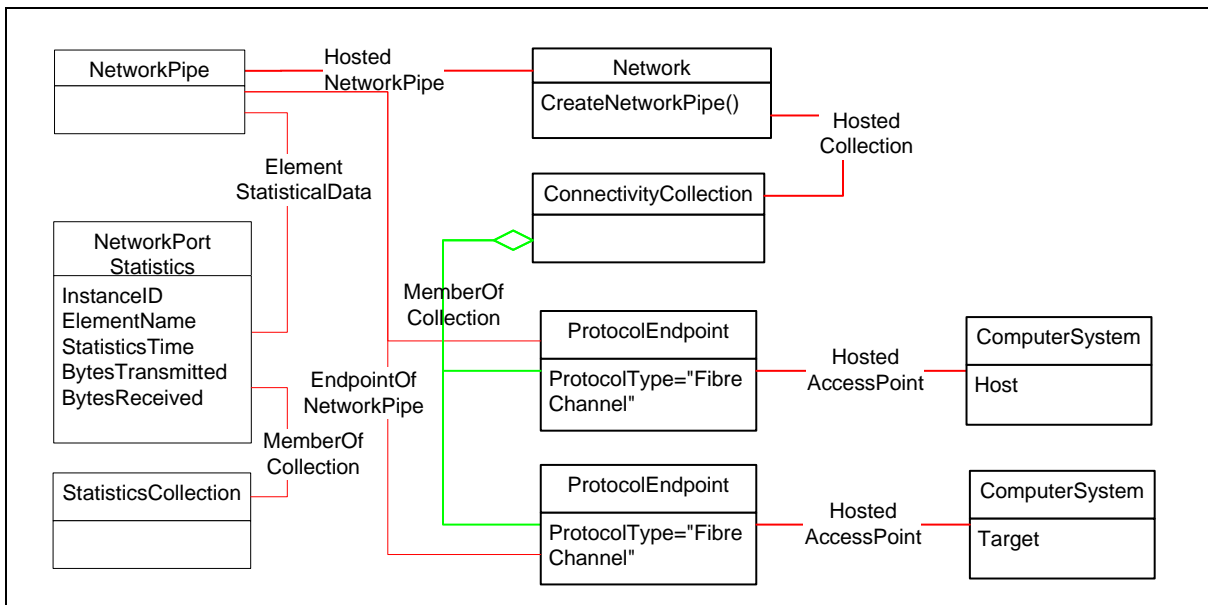 NetworkPipe
Hosted
NetworkPipe
Network
CreateNetworkPipe()
Hosted
Collection
Element
StatisticalData
ConnectivityCollection
NetworkPort
Statistics
InstanceID
ElementName
StatisticsTime
BytesTransmitted
BytesReceived
MemberOf
Collection
ProtocolEndpoint
ProtocolType="Fibre
Channel"
Hosted
AccessPoint
ComputerSystem
Host
EndpointOf
NetworkPipe
MemberOf
Collection
StatisticsCollection
ProtocolEndpoint
ProtocolType="Fibre
Channel"
Hosted
AccessPoint
ComputerSystem
Target